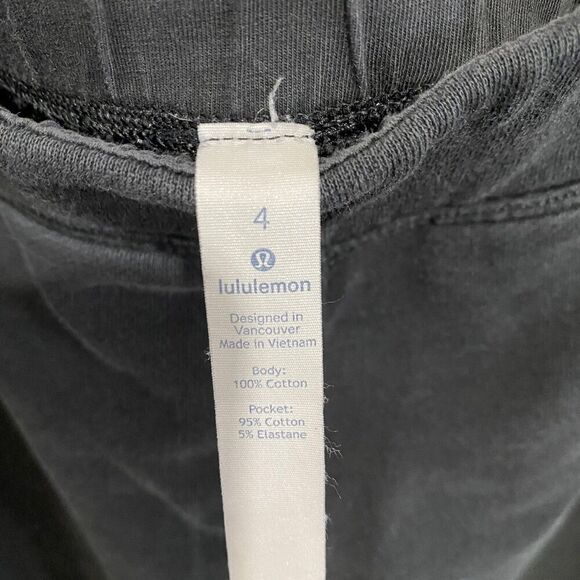 4
lululemon
Designed in
Vancouver
Made in Vietnam
Body:
100% Cotton
Pocket:
95% Cotton
5% Elastane